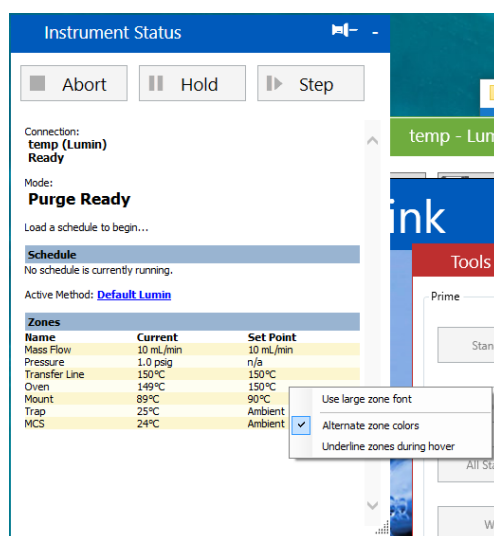 Instrument Status
Abort Hold Step
Connection:
temp (Lumin)
Ready
Mode:
Purge Ready
Load a schedule to begin...
Schedule
No schedule is currently running.
Active Method: Default Lumin
Zones
Name Current Set Point
Mass Flow 10 mL/min 10 mL/min
Pressure 1.0 psig n/a
Transfer Line 150°C 150°C
Oven 149°C 150°C
Mount 89°C 90°C
Trap 25°C Ambient
MCS 24°C Ambient
Use large zone font
Alternate zone colors
Underline zones during hover
temp - Lum
ink
Tools
Prime
Stan
All Sta
W